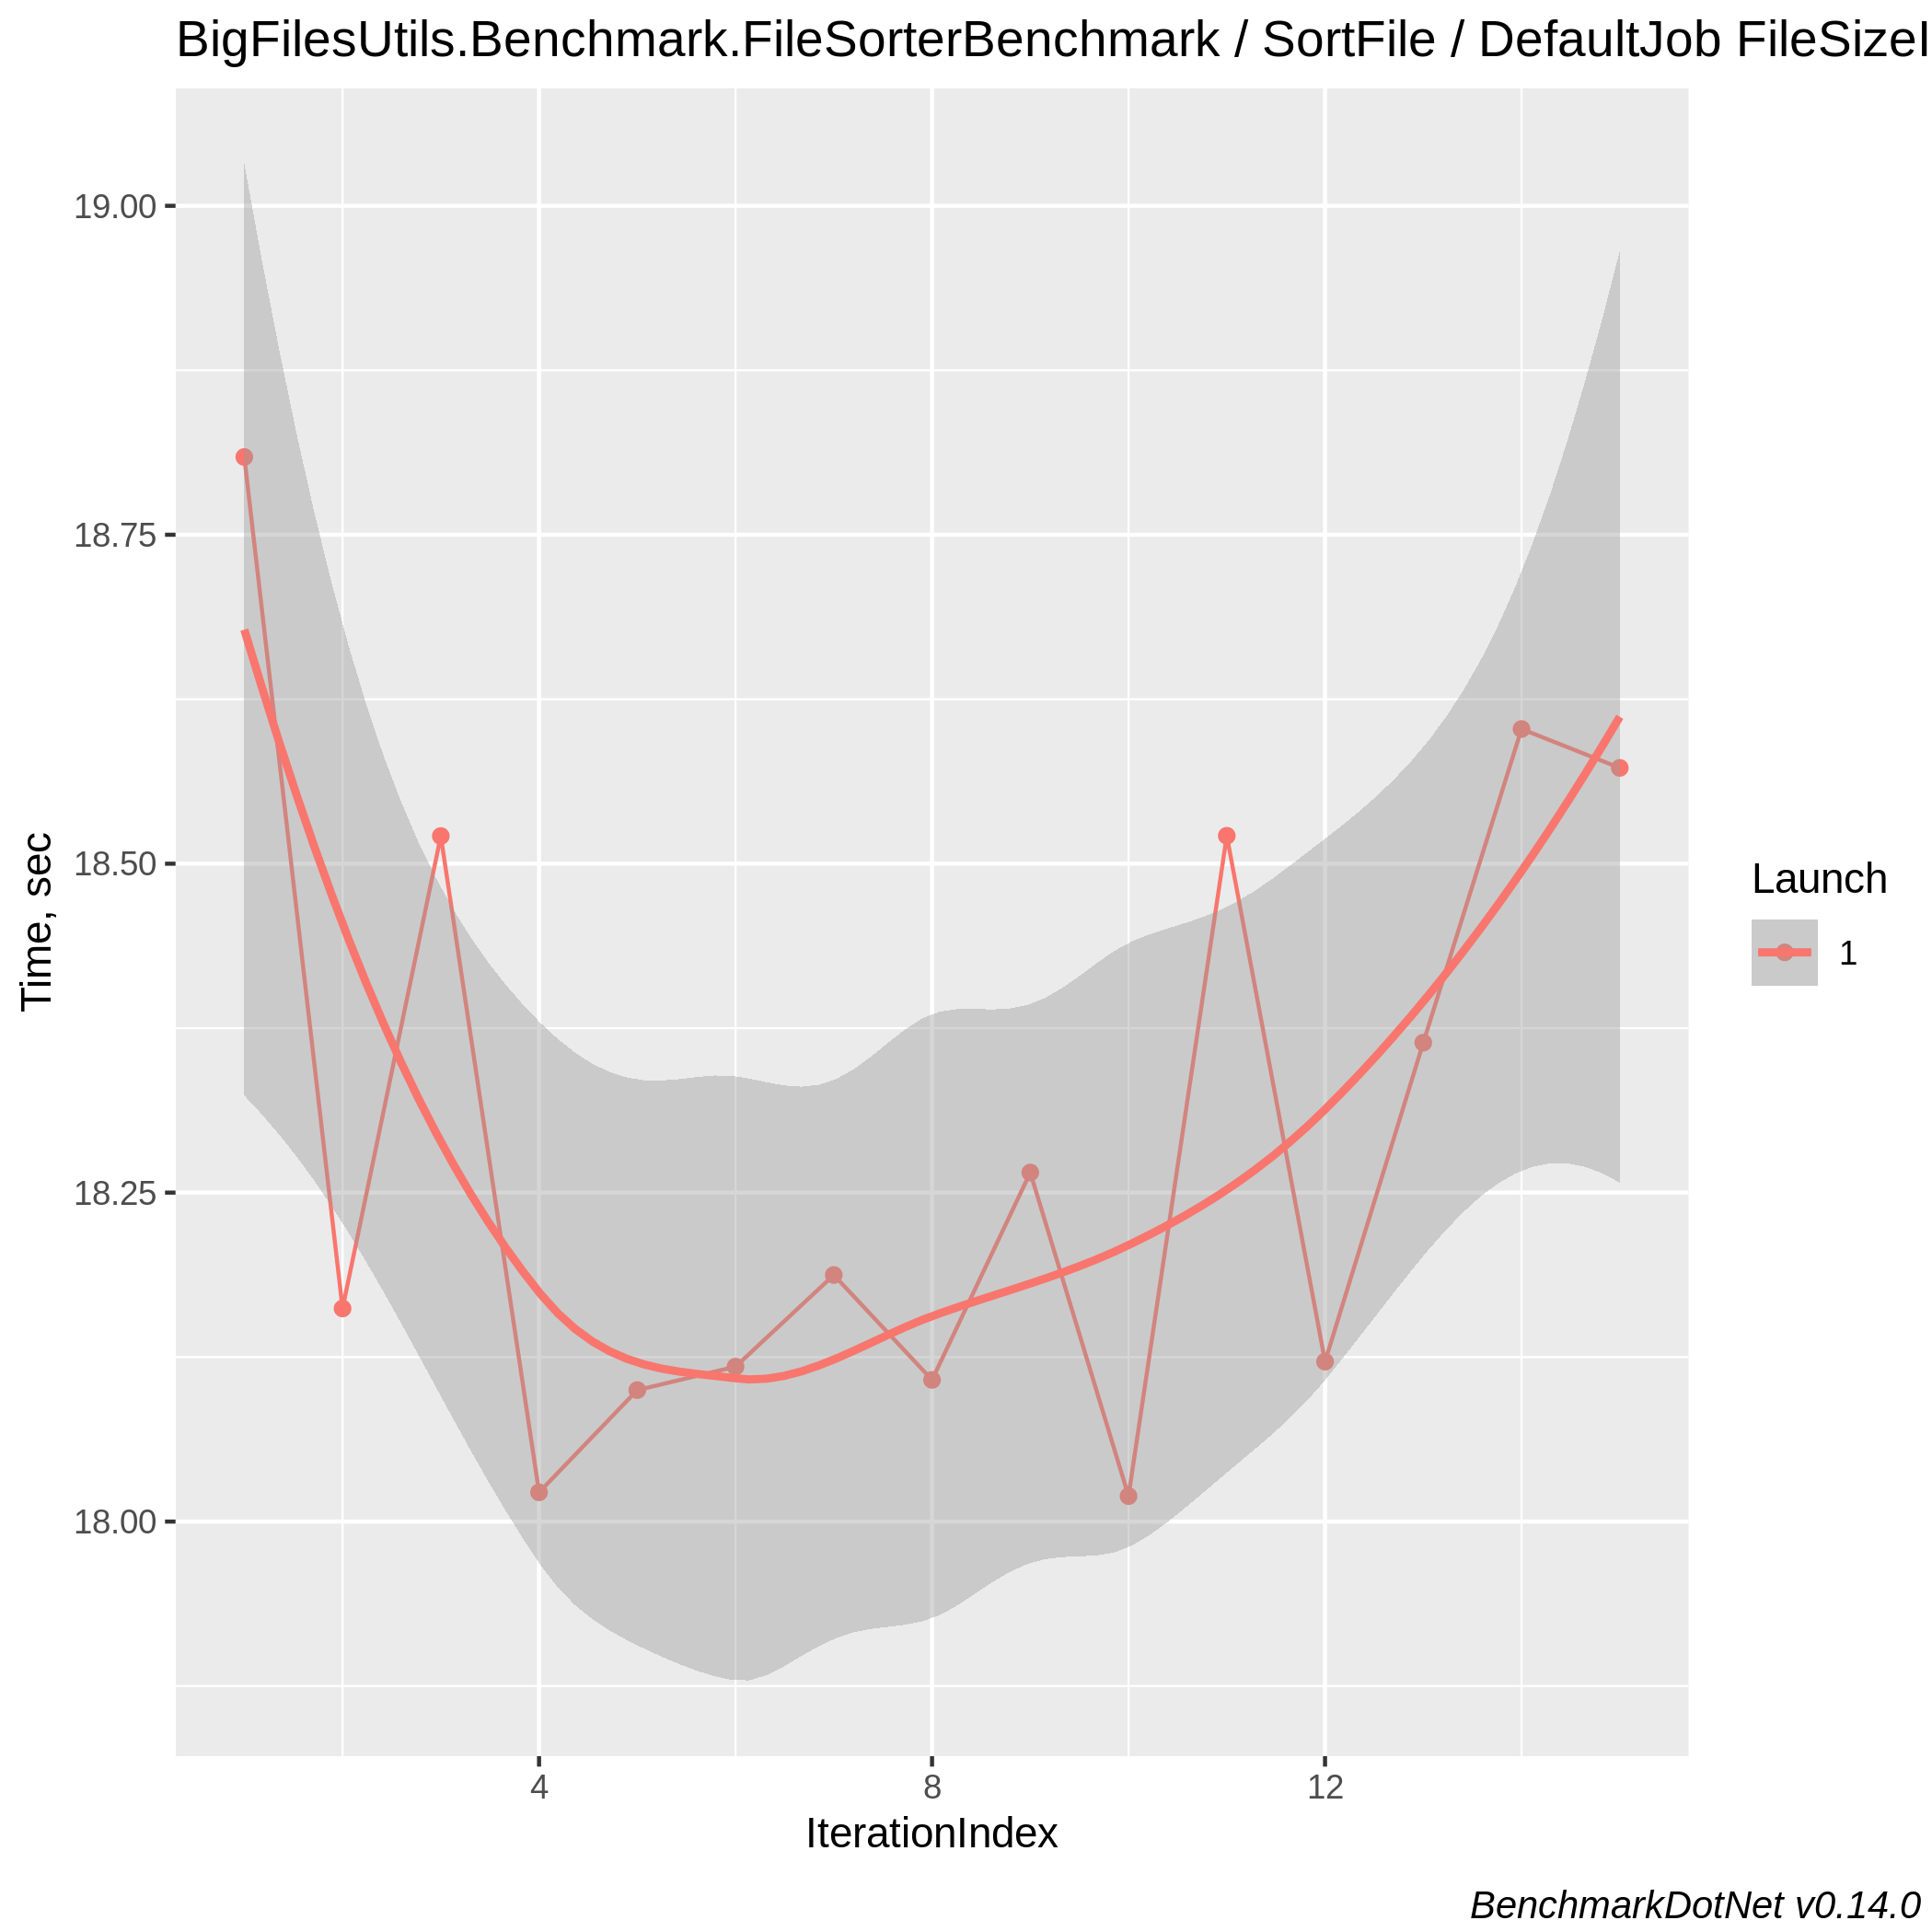 BigFilesUtils.Benchmark.FileSorterBenchmark / SortFile / DefaultJob FileSizeI
19.00
18.75
18.50
18.25
18.00
Time, sec
4 8 12
IterationIndex
Launch
1
BenchmarkDotNet v0.14.0